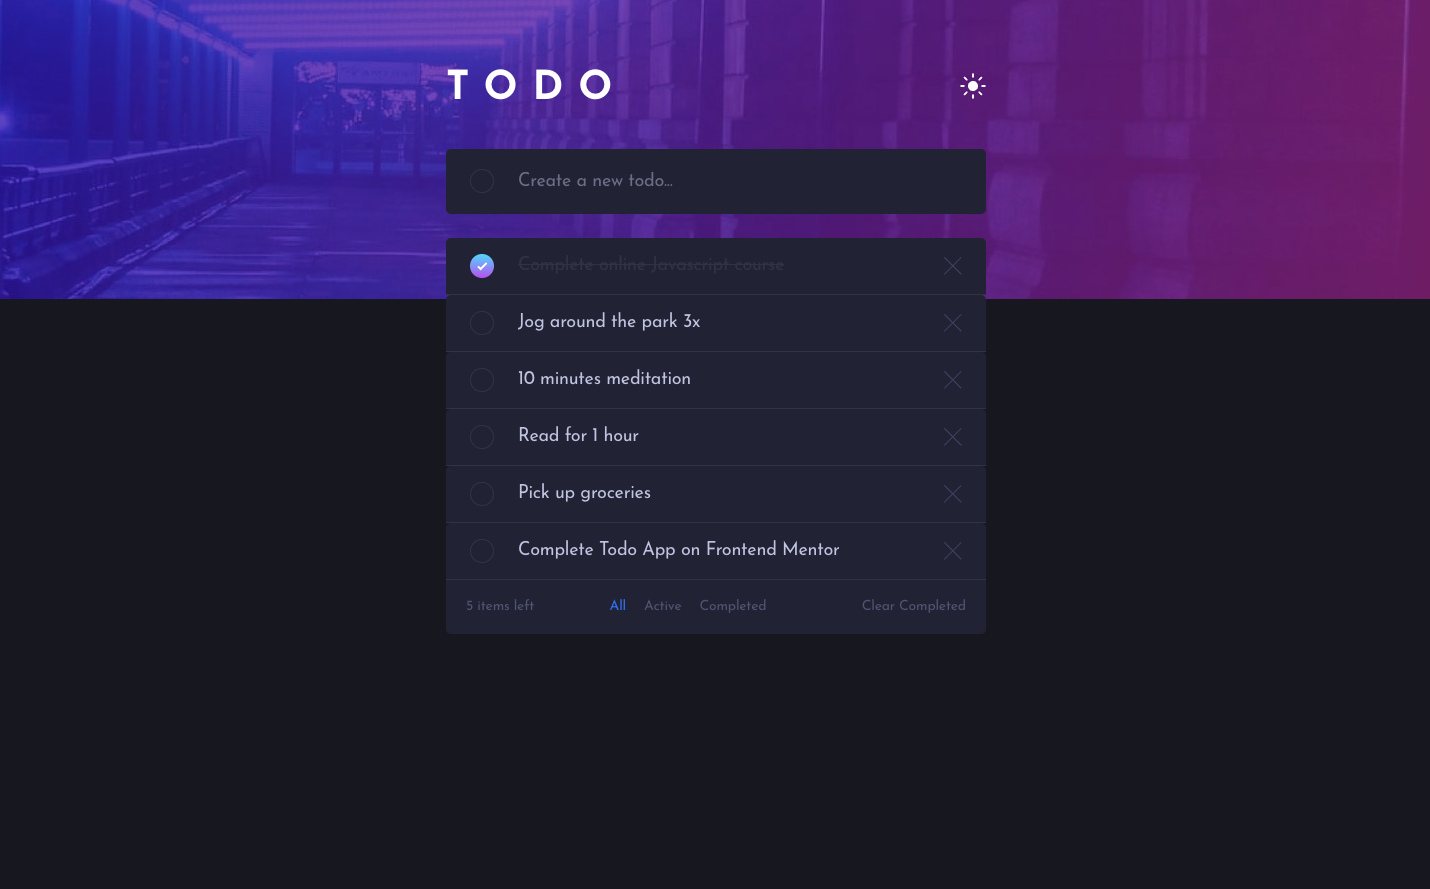 TODO
Create a new todo...
Complete online Javascript course
Jog around the park 3x
10 minutes meditation
Read for 1 hour
Pick up groceries
Complete Todo App on Frontend Mentor
5 items left All Active Completed Clear Completed